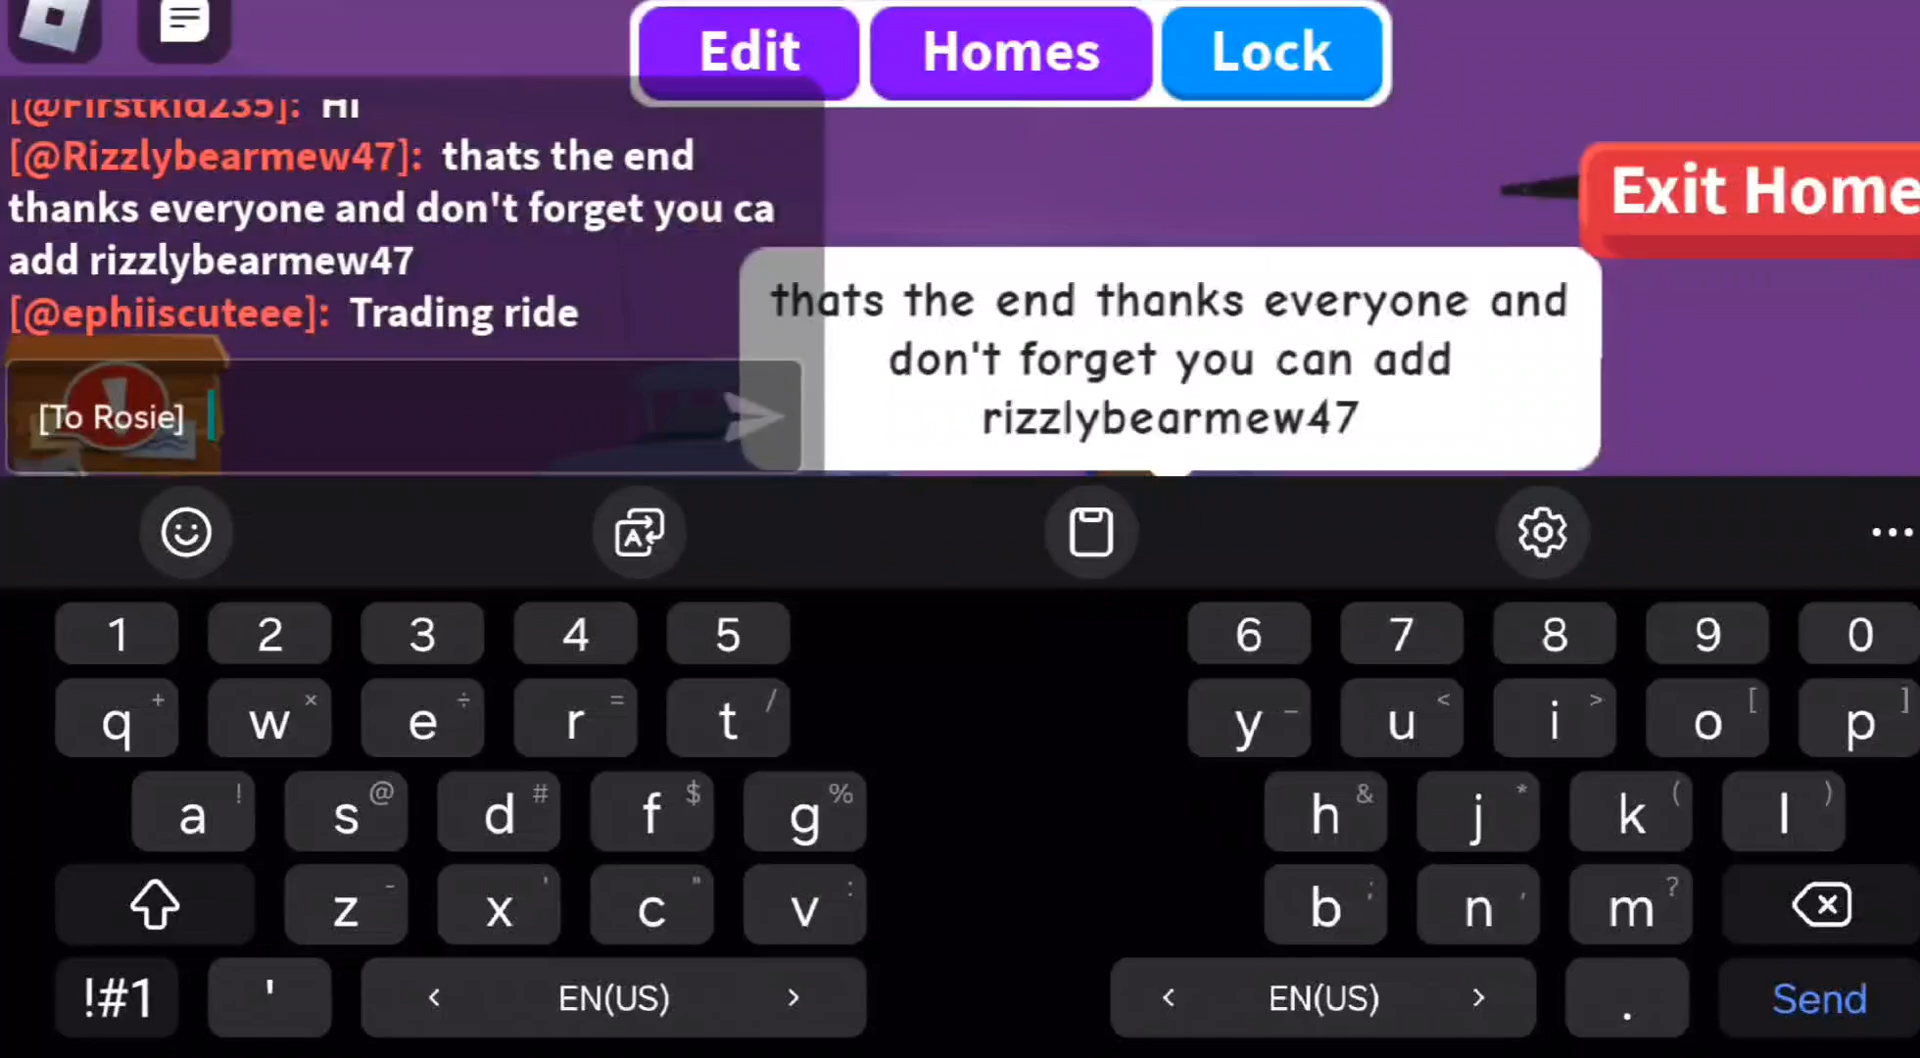 Edit Homes Lock
[@Firstkid235]: Hi
[@Rizzlybearmew47]: thats the end
thanks everyone and don't forget you ca
add rizzlybearmew47
[@ephiiscuteee]: Trading ride
[To Rosie]
Exit Home
thats the end thanks everyone and
don't forget you can add
rizzlybearmew47
1 2 3 4 5 6 7 8 9 0
q + w × e ÷ r = t / y _ u < i > o [ p ]
a ! s @ d # f $ g % h & j * k ( l )
z - x ' c " v : b ; n , m ?
!#1 ' < EN(US) > < EN(US) > . Send